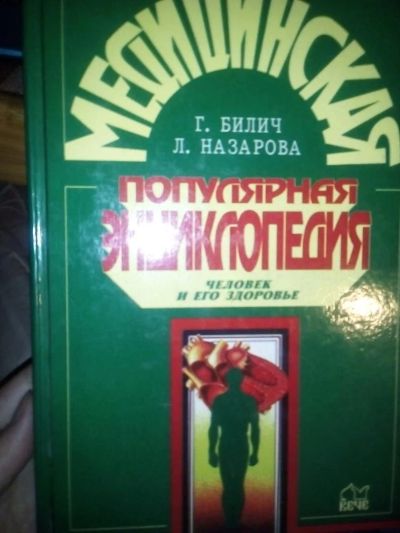 МЕДИЦИНСКАЯ
Г. БИЛИЧ
Л. НАЗАРОВА
ПОПУЛЯРНАЯ
ЭНЦИКЛОПЕДИЯ
ЧЕЛОВЕК
И ЕГО ЗДОРОВЬЕ
ВЕЧЕ